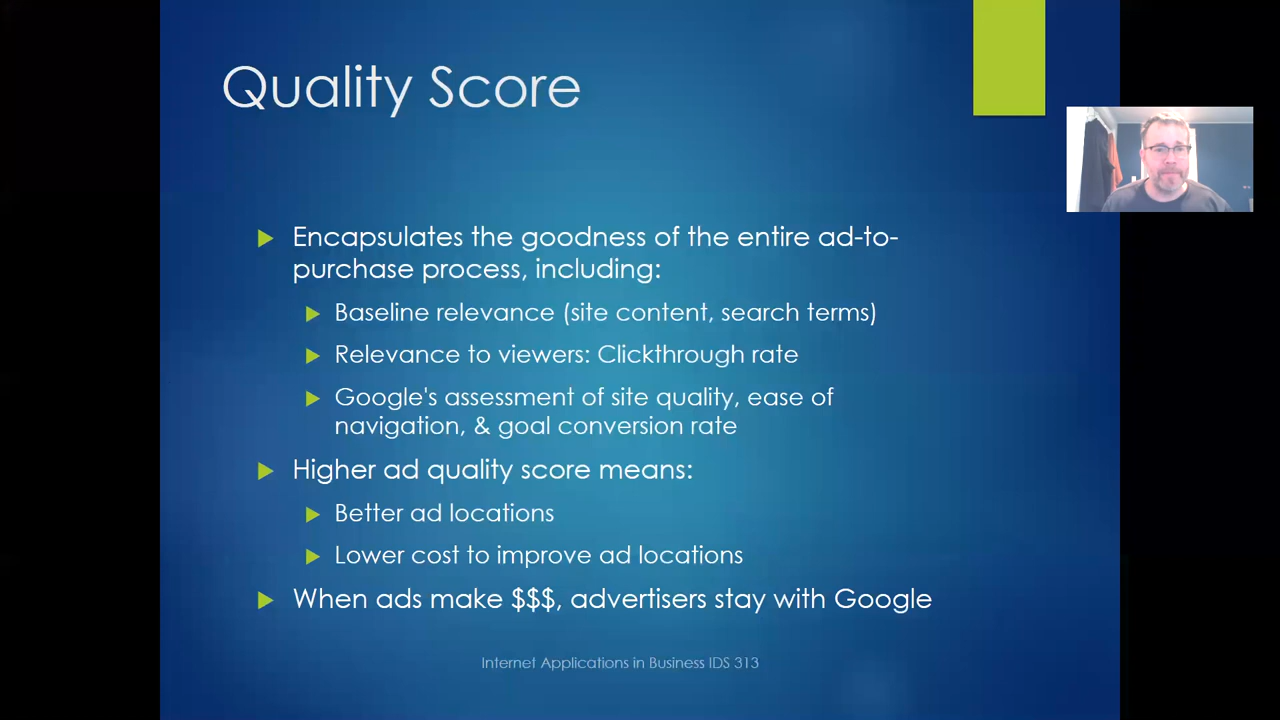 Quality Score
Encapsulates the goodness of the entire ad-to-
purchase process, including:
Baseline relevance (site content, search terms)
Relevance to viewers: Clickthrough rate
Google's assessment of site quality, ease of
navigation, & goal conversion rate
Higher ad quality score means:
Better ad locations
Lower cost to improve ad locations
When ads make $$$, advertisers stay with Google
Internet Applications in Business IDS 313